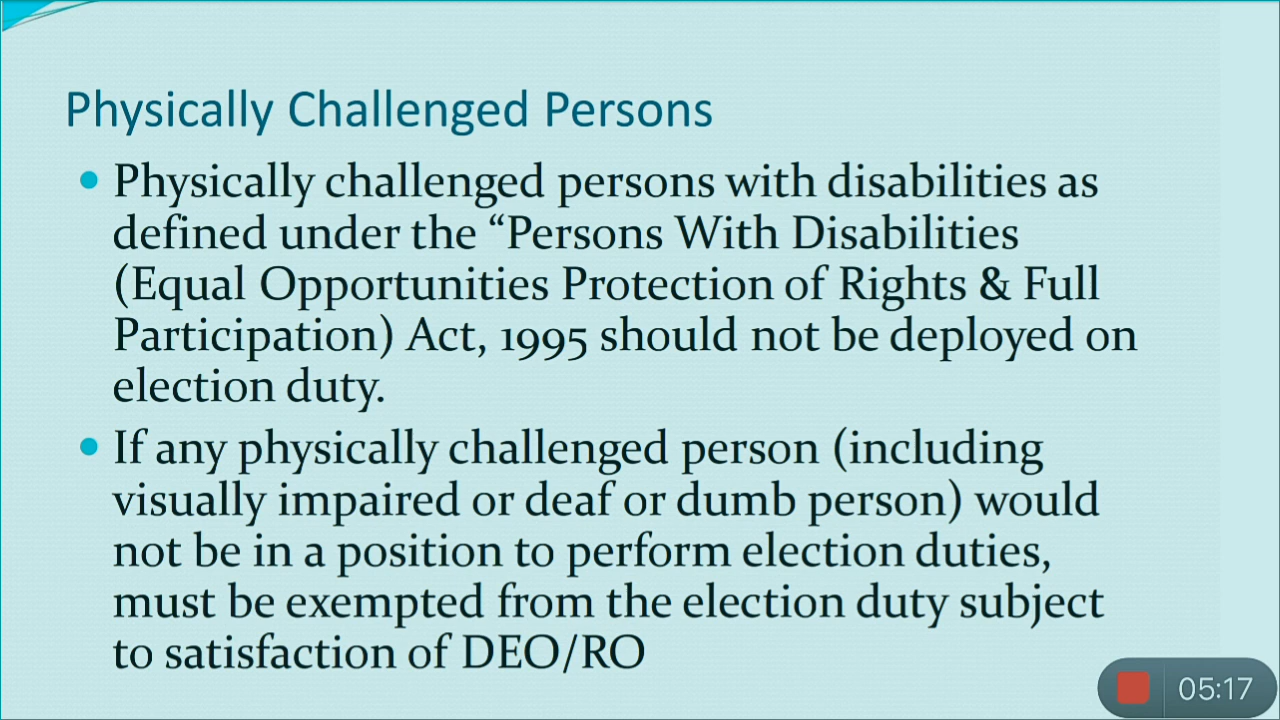 Physically Challenged Persons
• Physically challenged persons with disabilities as
defined under the “Persons With Disabilities
(Equal Opportunities Protection of Rights & Full
Participation) Act, 1995 should not be deployed on
election duty.
• If any physically challenged person (including
visually impaired or deaf or dumb person) would
not be in a position to perform election duties,
must be exempted from the election duty subject
to satisfaction of DEO/RO
05:17